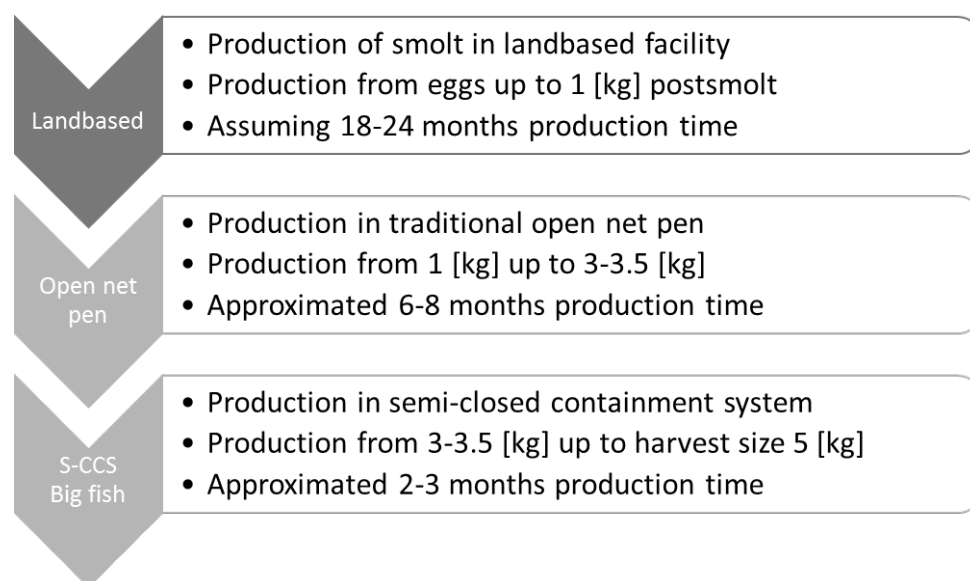 Landbased
• Production of smolt in landbased facility
• Production from eggs up to 1 [kg] postsmolt
• Assuming 18-24 months production time
Open net
pen
• Production in traditional open net pen
• Production from 1 [kg] up to 3-3.5 [kg]
• Approximated 6-8 months production time
S-CCS
Big fish
• Production in semi-closed containment system
• Production from 3-3.5 [kg] up to harvest size 5 [kg]
• Approximated 2-3 months production time